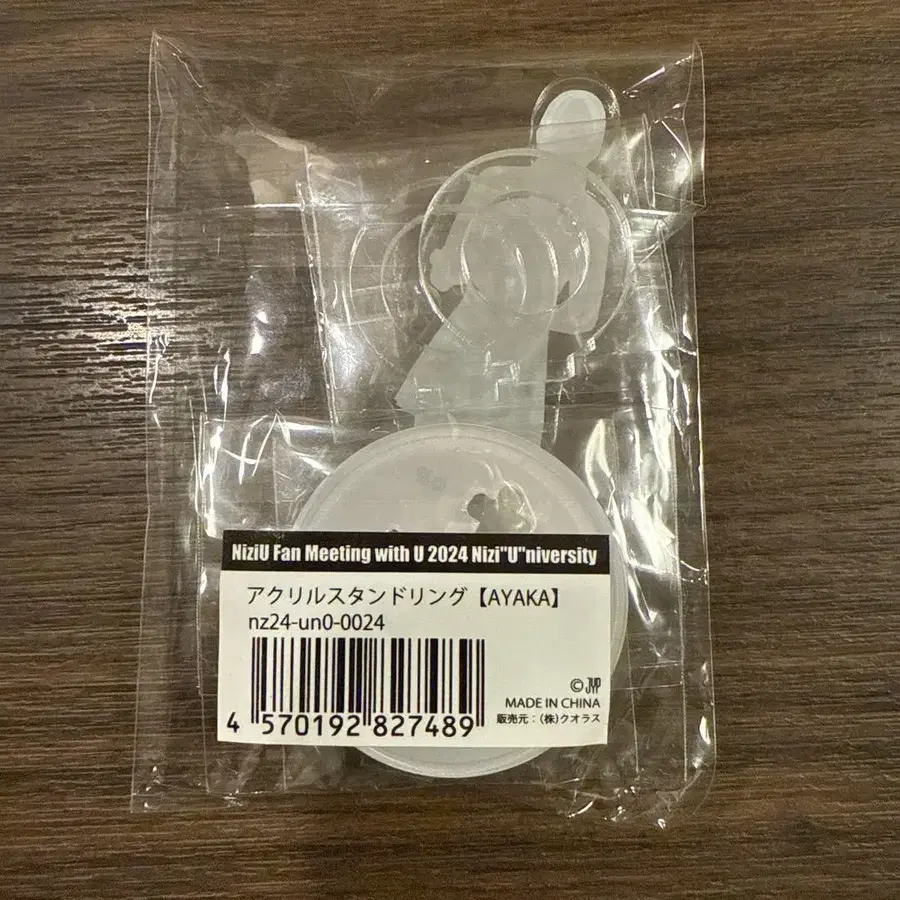 NiziU Fan Meeting with U 2024 Nizi"U"niversity
アクリルスタンドリング【AYAKA】
nz24-un0-0024
4 570192 827489
© JYP
MADE IN CHINA
販売元：(株)クオラス